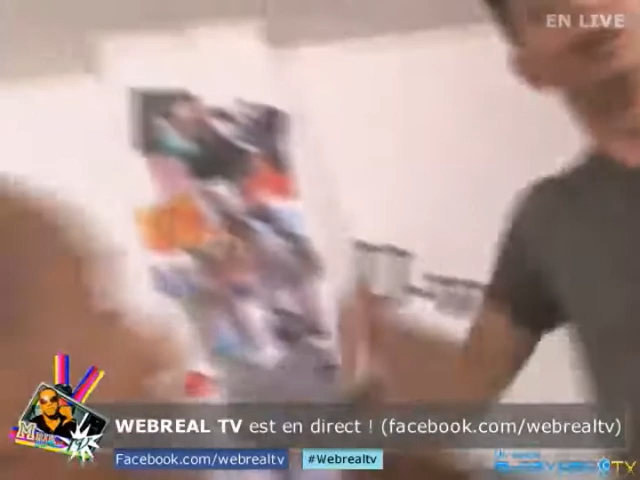 EN LIVE
WEBREAL TV est en direct ! (facebook.com/webrealtv)
Facebook.com/webrealtv #Webrealtv